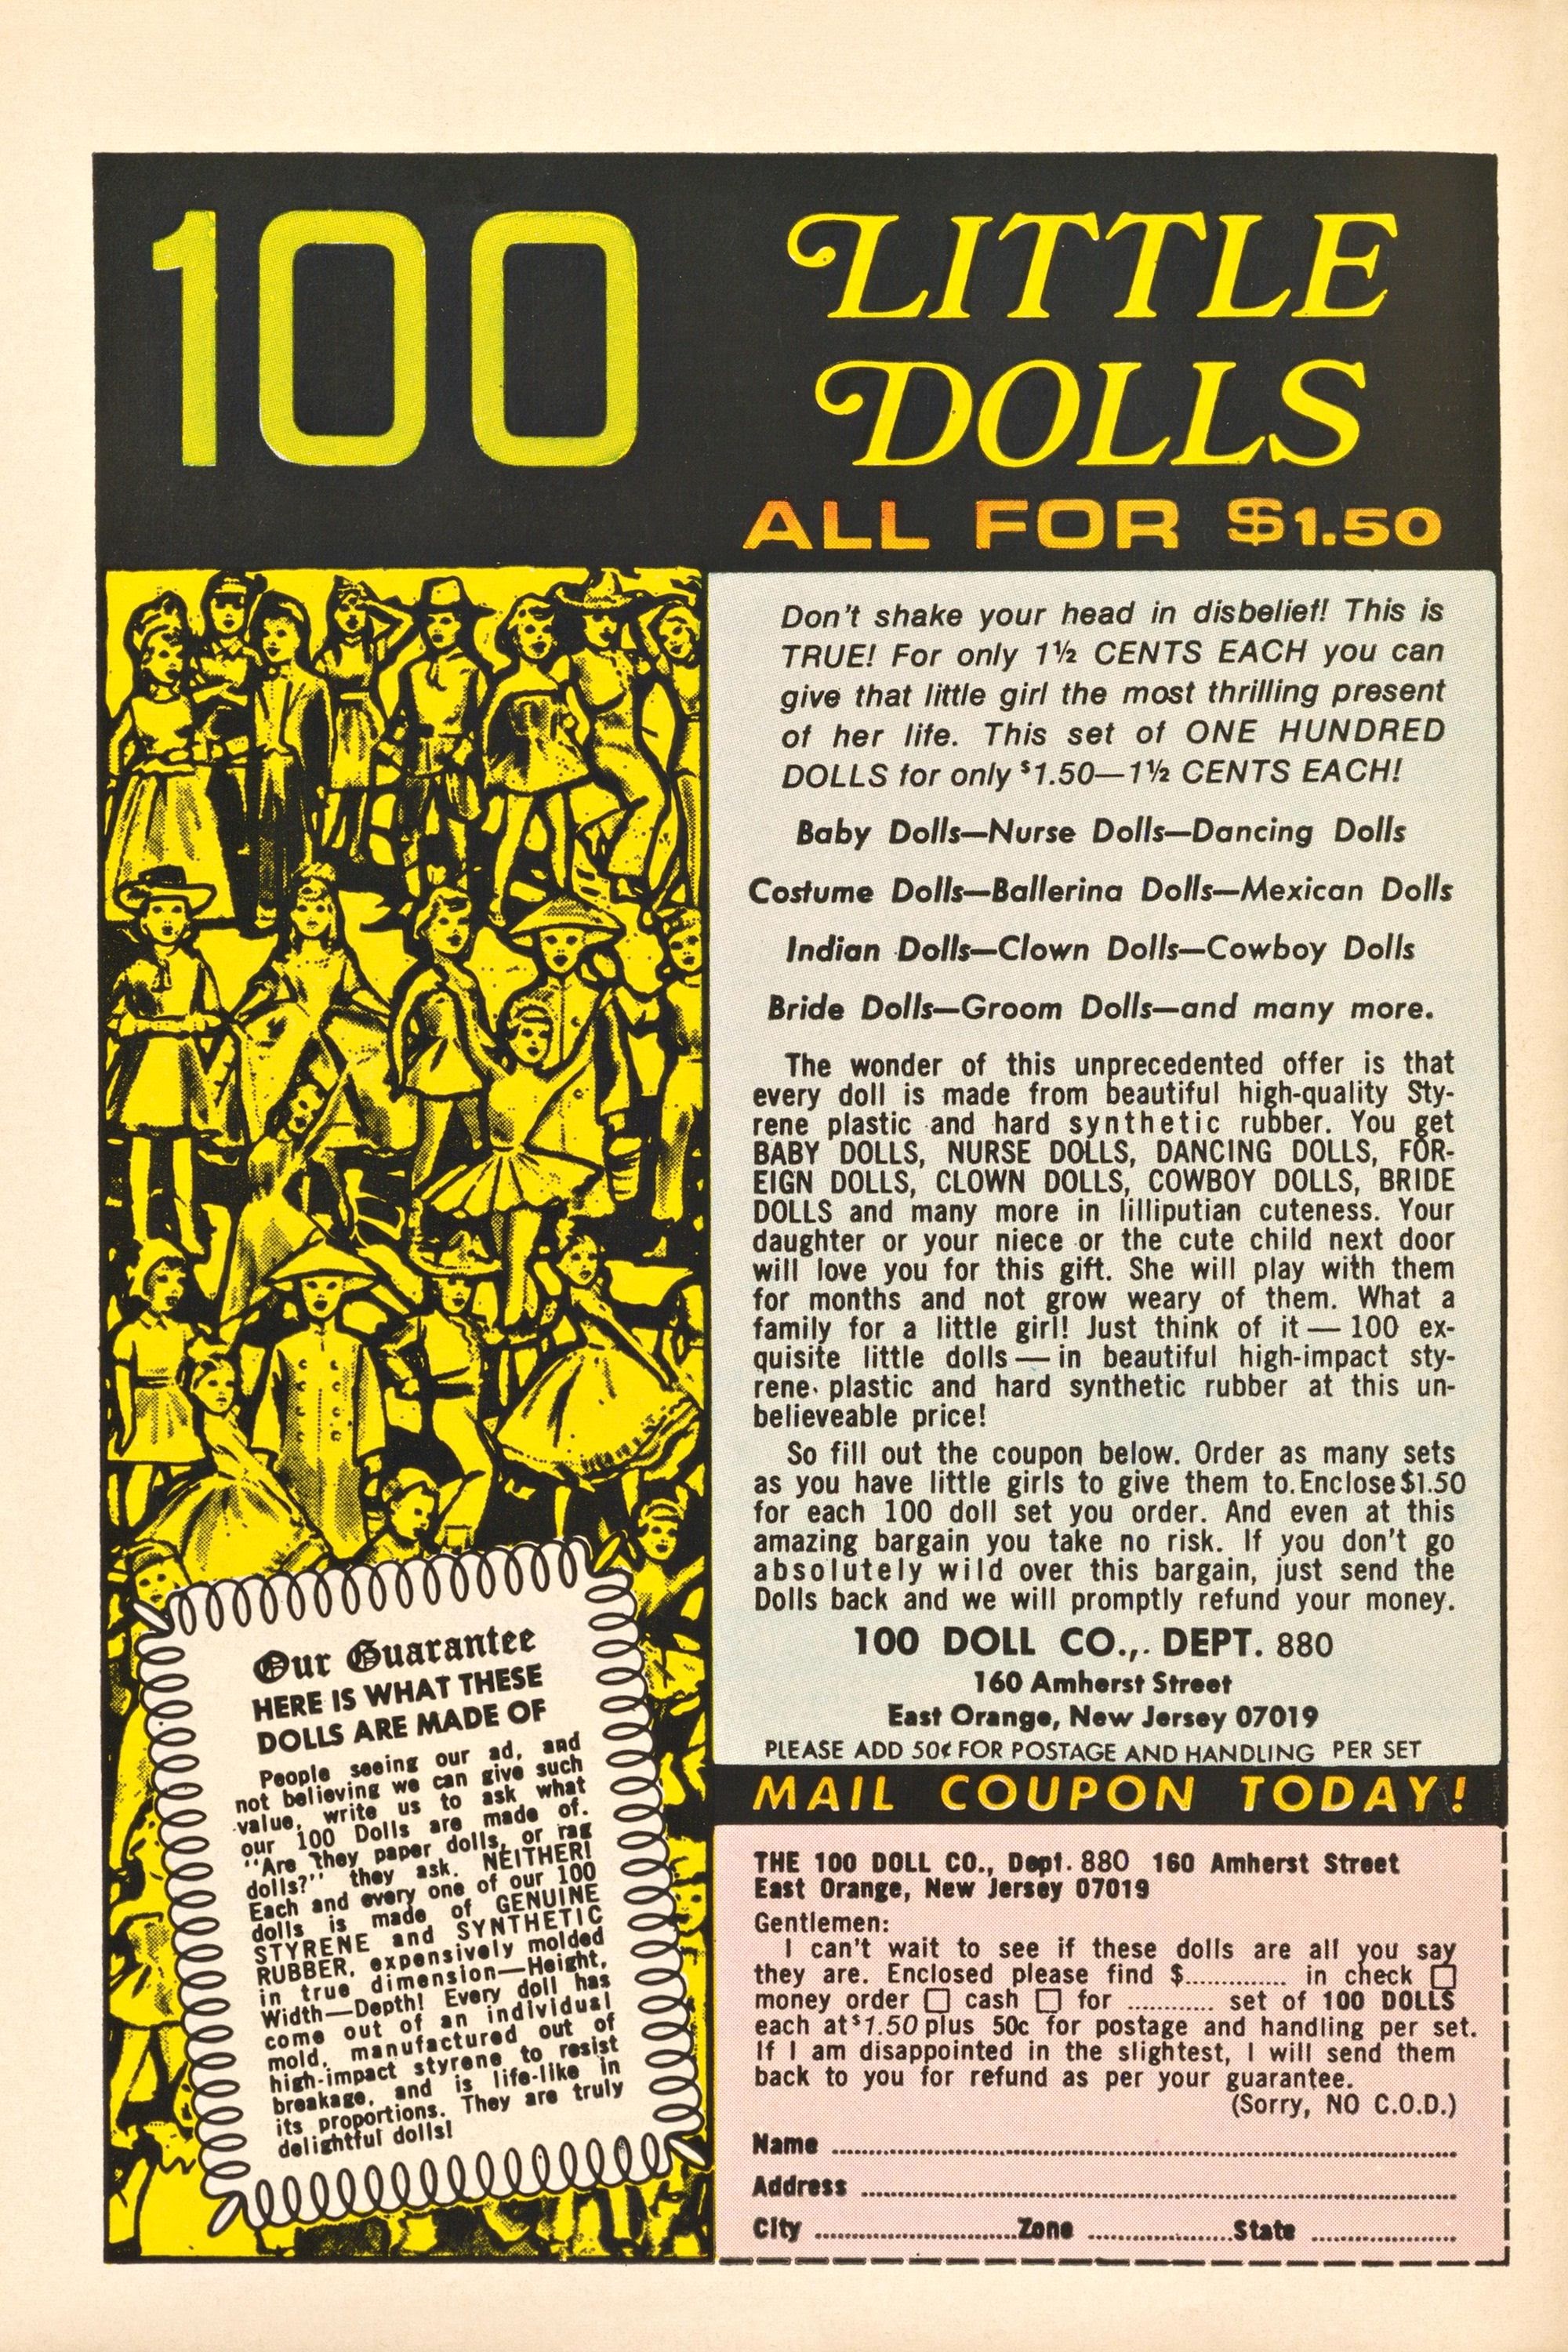 100
LITTLE
DOLLS
ALL FOR $1.50
Don't shake your head in disbelief! This is
TRUE! For only 1½ CENTS EACH you can
give that little girl the most thrilling present
of her life. This set of ONE HUNDRED
DOLLS for only $1.50—1½ CENTS EACH!
Baby Dolls—Nurse Dolls—Dancing Dolls
Costume Dolls—Ballerina Dolls—Mexican Dolls
Indian Dolls—Clown Dolls—Cowboy Dolls
Bride Dolls—Groom Dolls—and many more.
The wonder of this unprecedented offer is that
every doll is made from beautiful high-quality Sty-
rene plastic and hard synthetic rubber. You get
BABY DOLLS, NURSE DOLLS, DANCING DOLLS, FOR-
EIGN DOLLS, CLOWN DOLLS, COWBOY DOLLS, BRIDE
DOLLS and many more in lilliputian cuteness. Your
daughter or your niece or the cute child next door
will love you for this gift. She will play with them
for months and not grow weary of them. What a
family for a little girl! Just think of it — 100 ex-
quisite little dolls — in beautiful high-impact sty-
rene plastic and hard synthetic rubber at this un-
believeable price!
So fill out the coupon below. Order as many sets
as you have little girls to give them to. Enclose $1.50
for each 100 doll set you order. And even at this
amazing bargain you take no risk. If you don't go
absolutely wild over this bargain, just send the
Dolls back and we will promptly refund your money.
100 DOLL CO.,. DEPT. 880
160 Amherst Street
East Orange, New Jersey 07019
PLEASE ADD 50¢ FOR POSTAGE AND HANDLING PER SET
Our Guarantee
HERE IS WHAT THESE
DOLLS ARE MADE OF
People seeing our ad, and
not believing we can give such
value, write us to ask what
our 100 Dolls are made of.
"Are they paper dolls, or rag
dolls?" they ask. NEITHER!
Each and every one of our 100
dolls is made of GENUINE
STYRENE and SYNTHETIC
RUBBER, expensively molded
in true dimension—Height,
Width—Depth! Every doll has
come out of an individual
mold, manufactured out of
high-impact styrene to resist
breakage, and is life-like in
its proportions. They are truly
delightful dolls!
MAIL COUPON TODAY!
THE 100 DOLL CO., Dept. 880 160 Amherst Street
East Orange, New Jersey 07019
Gentlemen:
I can't wait to see if these dolls are all you say
they are. Enclosed please find $.............. in check □
money order □ cash □ for ............ set of 100 DOLLS
each at $1.50 plus 50c for postage and handling per set.
If I am disappointed in the slightest, I will send them
back to you for refund as per your guarantee.
(Sorry, NO C.O.D.)
Name ..............................
Address ..............................
City .................... Zone .................... State ....................